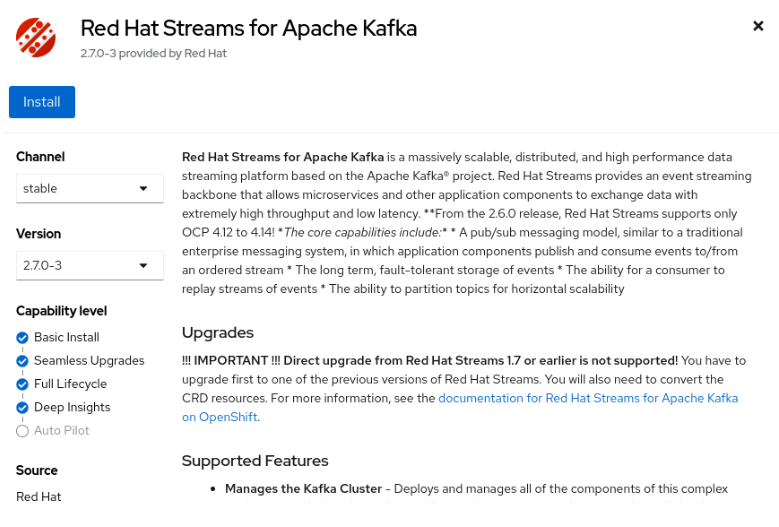 Red Hat Streams for Apache Kafka
2.7.0-3 provided by Red Hat
Install
Channel
stable
Version
2.7.0-3
Capability level
Basic Install
Seamless Upgrades
Full Lifecycle
Deep Insights
Auto Pilot
Source
Red Hat
Red Hat Streams for Apache Kafka is a massively scalable, distributed, and high performance data
streaming platform based on the Apache Kafka® project. Red Hat Streams provides an event streaming
backbone that allows microservices and other application components to exchange data with
extremely high throughput and low latency. **From the 2.6.0 release, Red Hat Streams supports only
OCP 4.12 to 4.14! *The core capabilities include:* * A pub/sub messaging model, similar to a traditional
enterprise messaging system, in which application components publish and consume events to/from
an ordered stream * The long term, fault-tolerant storage of events * The ability for a consumer to
replay streams of events * The ability to partition topics for horizontal scalability
Upgrades
!!! IMPORTANT !!! Direct upgrade from Red Hat Streams 1.7 or earlier is not supported! You have to
upgrade first to one of the previous versions of Red Hat Streams. You will also need to convert the
CRD resources. For more information, see the documentation for Red Hat Streams for Apache Kafka
on OpenShift.
Supported Features
• Manages the Kafka Cluster - Deploys and manages all of the components of this complex